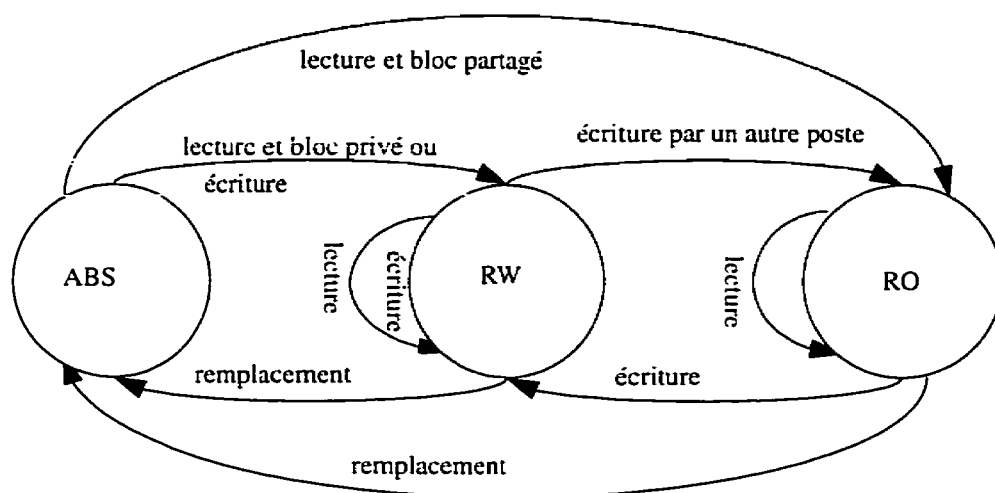 lecture et bloc partagé
lecture et bloc privé ou
écriture
écriture par un autre poste
ABS
lecture
écriture
RW
lecture
RO
remplacement
écriture
remplacement